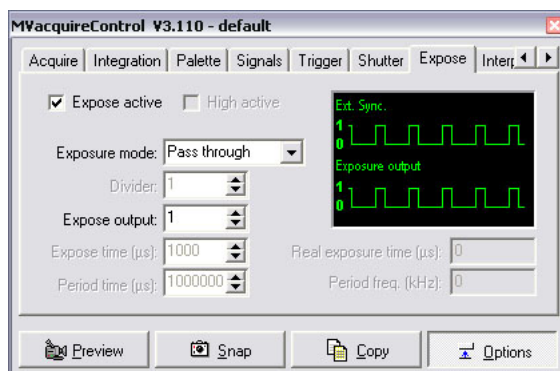 MVacquireControl V3.110 - default
Acquire Integration Palette Signals Trigger Shutter Expose Interp
Expose active High active
Ext. Sync.
1
0
Exposure mode: Pass through
Exposure output
Divider: 1
1
0
Expose output: 1
Expose time (µs): 1000 Real exposure time (µs): 0
Period time (µs): 1000000 Period freq. (kHz): 0
Preview Snap Copy Options